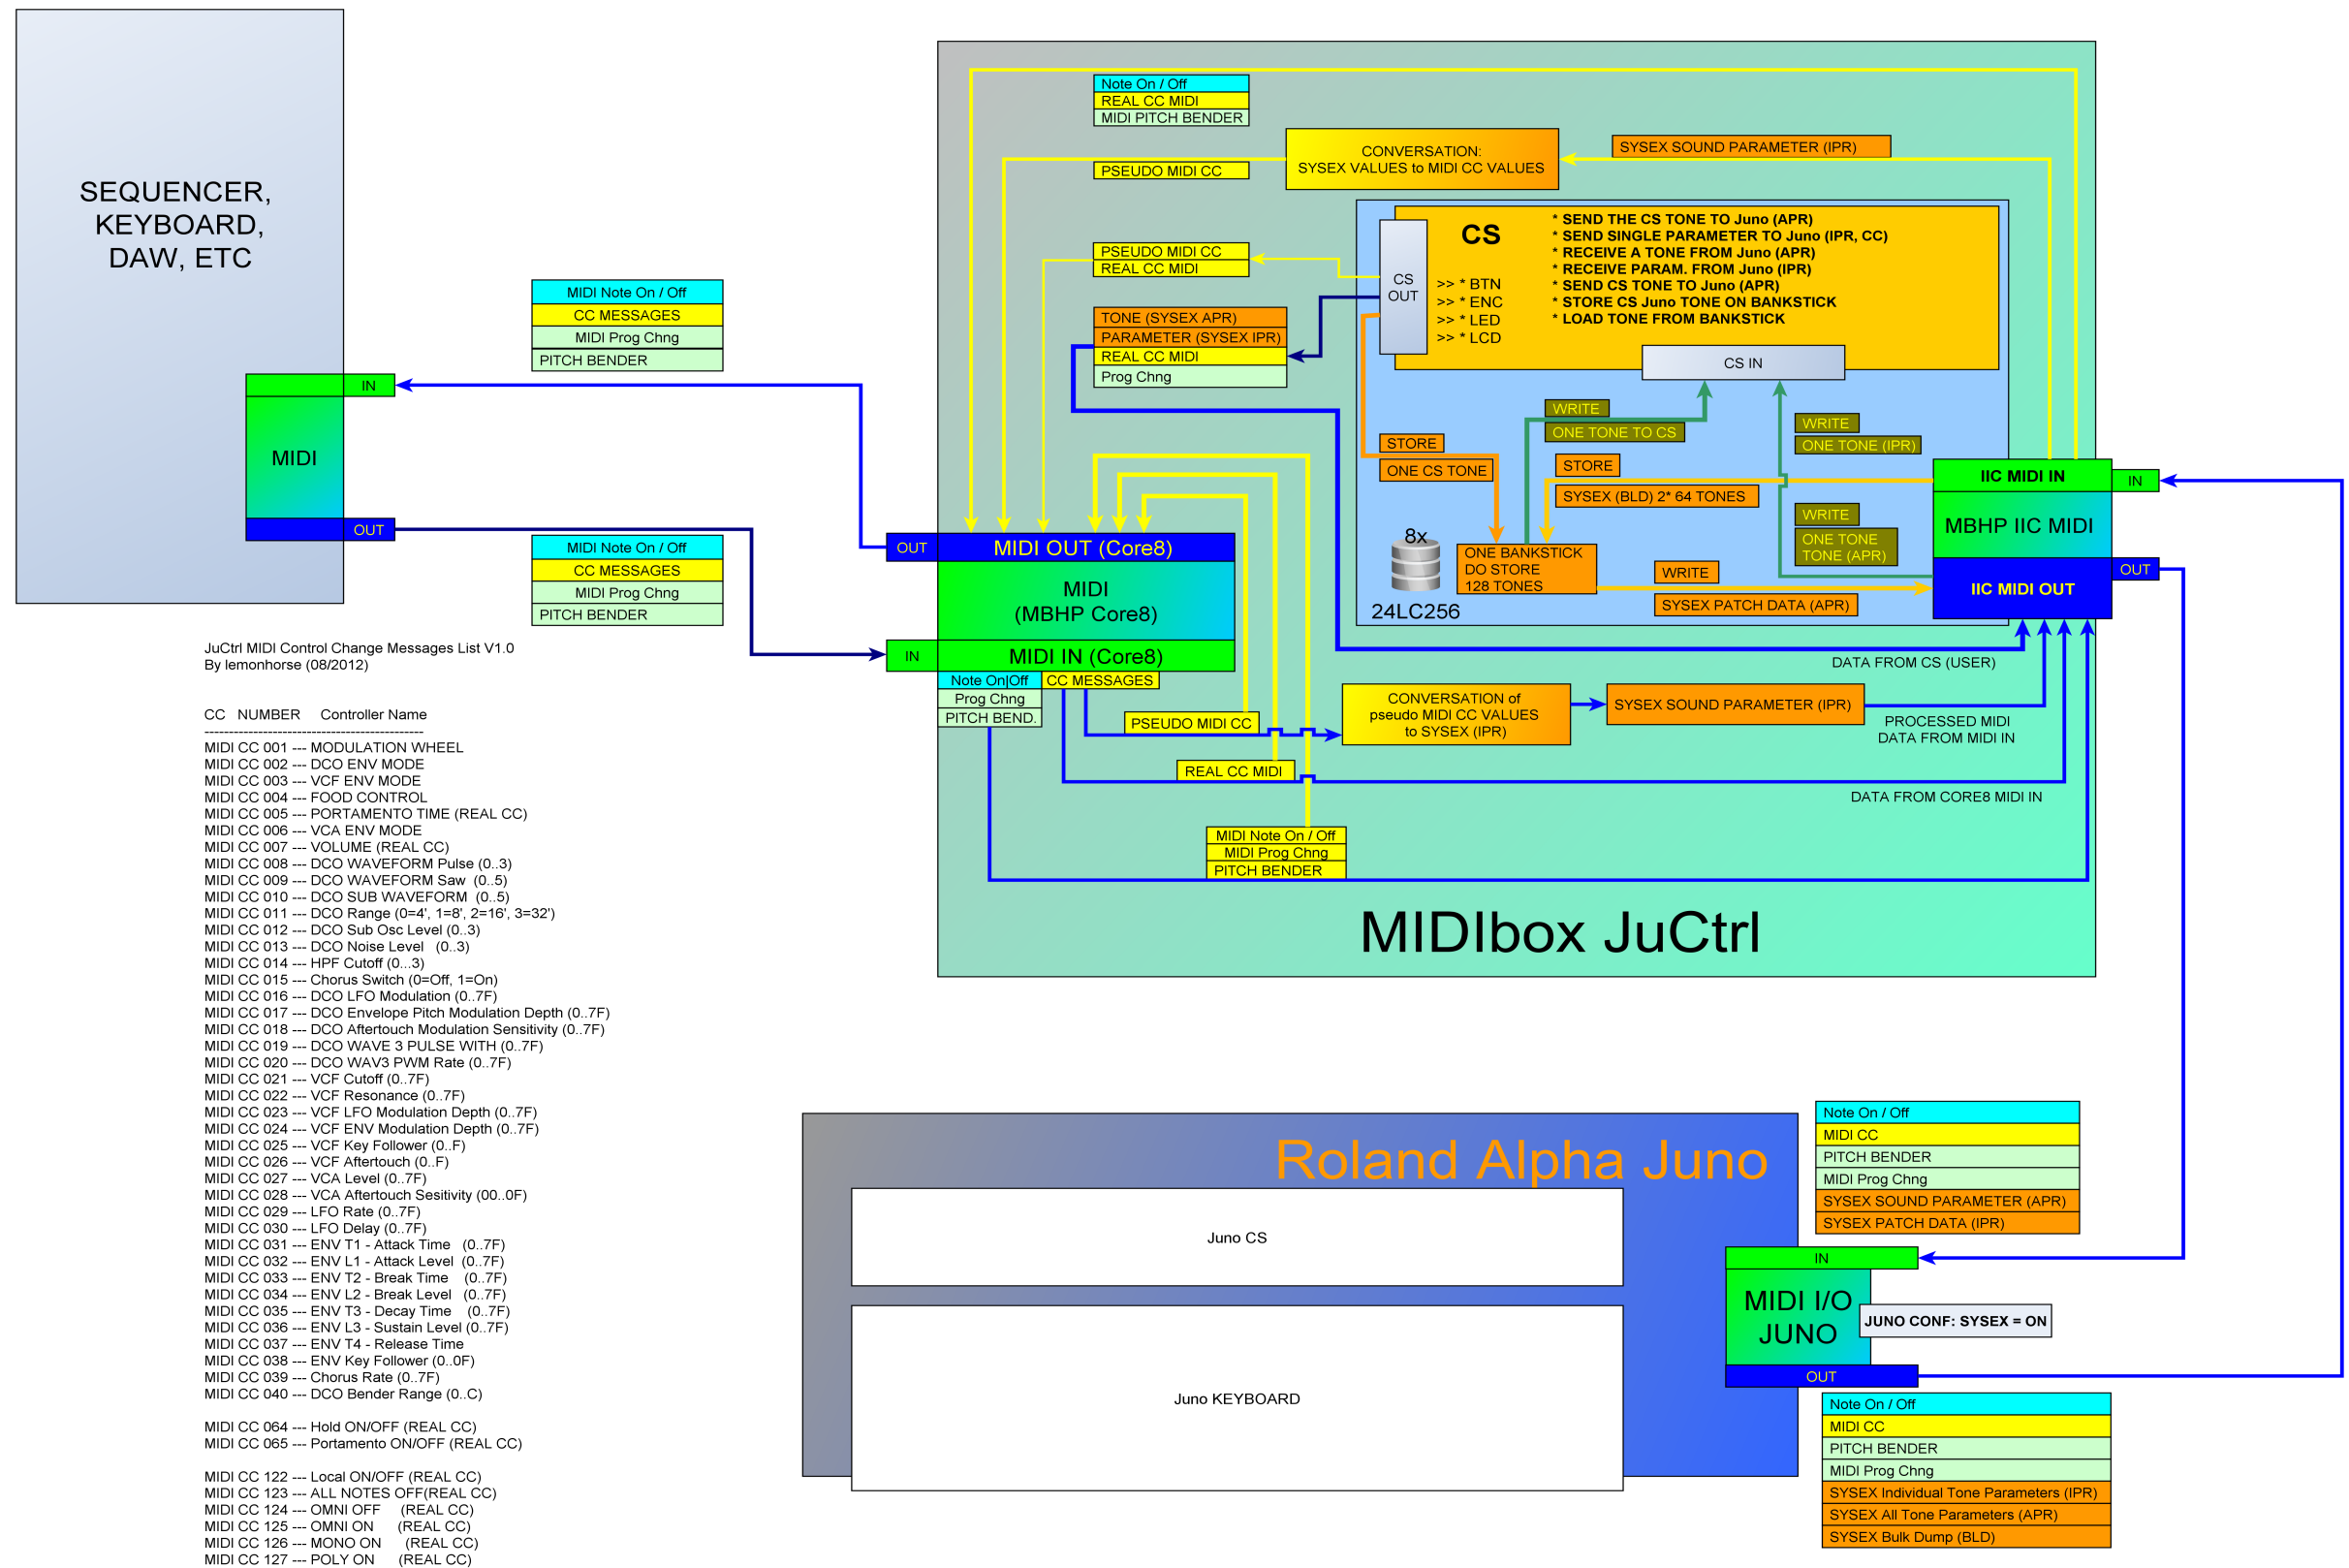 SEQUENCER,
KEYBOARD,
DAW, ETC
MIDI Note On / Off
CC MESSAGES
MIDI Prog Chng
PITCH BENDER
IN
MIDI
OUT
MIDI Note On / Off
CC MESSAGES
MIDI Prog Chng
PITCH BENDER
JuCtrl MIDI Control Change Messages List V1.0
By lemonhorse (08/2012)
CC NUMBER Controller Name
---------------------------------------------
MIDI CC 001 --- MODULATION WHEEL
MIDI CC 002 --- DCO ENV MODE
MIDI CC 003 --- VCF ENV MODE
MIDI CC 004 --- FOOD CONTROL
MIDI CC 005 --- PORTAMENTO TIME (REAL CC)
MIDI CC 006 --- VCA ENV MODE
MIDI CC 007 --- VOLUME (REAL CC)
MIDI CC 008 --- DCO WAVEFORM Pulse (0..3)
MIDI CC 009 --- DCO WAVEFORM Saw (0..5)
MIDI CC 010 --- DCO SUB WAVEFORM (0..5)
MIDI CC 011 --- DCO Range (0=4', 1=8', 2=16', 3=32')
MIDI CC 012 --- DCO Sub Osc Level (0..3)
MIDI CC 013 --- DCO Noise Level (0..3)
MIDI CC 014 --- HPF Cutoff (0...3)
MIDI CC 015 --- Chorus Switch (0=Off, 1=On)
MIDI CC 016 --- DCO LFO Modulation (0..7F)
MIDI CC 017 --- DCO Envelope Pitch Modulation Depth (0..7F)
MIDI CC 018 --- DCO Aftertouch Modulation Sensitivity (0..7F)
MIDI CC 019 --- DCO WAVE 3 PULSE WITH (0..7F)
MIDI CC 020 --- DCO WAV3 PWM Rate (0..7F)
MIDI CC 021 --- VCF Cutoff (0..7F)
MIDI CC 022 --- VCF Resonance (0..7F)
MIDI CC 023 --- VCF LFO Modulation Depth (0..7F)
MIDI CC 024 --- VCF ENV Modulation Depth (0..7F)
MIDI CC 025 --- VCF Key Follower (0..F)
MIDI CC 026 --- VCF Aftertouch (0..F)
MIDI CC 027 --- VCA Level (0..7F)
MIDI CC 028 --- VCA Aftertouch Sesitivity (00..0F)
MIDI CC 029 --- LFO Rate (0..7F)
MIDI CC 030 --- LFO Delay (0..7F)
MIDI CC 031 --- ENV T1 - Attack Time (0..7F)
MIDI CC 032 --- ENV L1 - Attack Level (0..7F)
MIDI CC 033 --- ENV T2 - Break Time (0..7F)
MIDI CC 034 --- ENV L2 - Break Level (0..7F)
MIDI CC 035 --- ENV T3 - Decay Time (0..7F)
MIDI CC 036 --- ENV L3 - Sustain Level (0..7F)
MIDI CC 037 --- ENV T4 - Release Time
MIDI CC 038 --- ENV Key Follower (0..0F)
MIDI CC 039 --- Chorus Rate (0..7F)
MIDI CC 040 --- DCO Bender Range (0..C)
MIDI CC 064 --- Hold ON/OFF (REAL CC)
MIDI CC 065 --- Portamento ON/OFF (REAL CC)
MIDI CC 122 --- Local ON/OFF (REAL CC)
MIDI CC 123 --- ALL NOTES OFF(REAL CC)
MIDI CC 124 --- OMNI OFF (REAL CC)
MIDI CC 125 --- OMNI ON (REAL CC)
MIDI CC 126 --- MONO ON (REAL CC)
MIDI CC 127 --- POLY ON (REAL CC)
Note On / Off
REAL CC MIDI
MIDI PITCH BENDER
CONVERSATION:
SYSEX VALUES to MIDI CC VALUES
SYSEX SOUND PARAMETER (IPR)
PSEUDO MIDI CC
PSEUDO MIDI CC
REAL CC MIDI
TONE (SYSEX APR)
PARAMETER (SYSEX IPR)
REAL CC MIDI
Prog Chng
CS
OUT
CS
>> * BTN
>> * ENC
>> * LED
>> * LCD
* SEND THE CS TONE TO Juno (APR)
* SEND SINGLE PARAMETER TO Juno (IPR, CC)
* RECEIVE A TONE FROM Juno (APR)
* RECEIVE PARAM. FROM Juno (IPR)
* SEND CS TONE TO Juno (APR)
* STORE CS Juno TONE ON BANKSTICK
* LOAD TONE FROM BANKSTICK
CS IN
WRITE
ONE TONE TO CS
WRITE
ONE TONE (IPR)
STORE
ONE CS TONE
STORE
SYSEX (BLD) 2* 64 TONES
WRITE
ONE TONE
TONE (APR)
8x
24LC256
ONE BANKSTICK
DO STORE
128 TONES
WRITE
SYSEX PATCH DATA (APR)
IIC MIDI IN
IN
MBHP IIC MIDI
OUT
IIC MIDI OUT
OUT
MIDI OUT (Core8)
MIDI
(MBHP Core8)
IN
MIDI IN (Core8)
Note On|Off
CC MESSAGES
Prog Chng
PITCH BEND.
DATA FROM CS (USER)
PSEUDO MIDI CC
CONVERSATION of
pseudo MIDI CC VALUES
to SYSEX (IPR)
SYSEX SOUND PARAMETER (IPR)
PROCESSED MIDI
DATA FROM MIDI IN
REAL CC MIDI
DATA FROM CORE8 MIDI IN
MIDI Note On / Off
MIDI Prog Chng
PITCH BENDER
MIDIbox JuCtrl
Roland Alpha Juno
Juno CS
Juno KEYBOARD
Note On / Off
MIDI CC
PITCH BENDER
MIDI Prog Chng
SYSEX SOUND PARAMETER (APR)
SYSEX PATCH DATA (IPR)
IN
MIDI I/O
JUNO
JUNO CONF: SYSEX = ON
OUT
Note On / Off
MIDI CC
PITCH BENDER
MIDI Prog Chng
SYSEX Individual Tone Parameters (IPR)
SYSEX All Tone Parameters (APR)
SYSEX Bulk Dump (BLD)